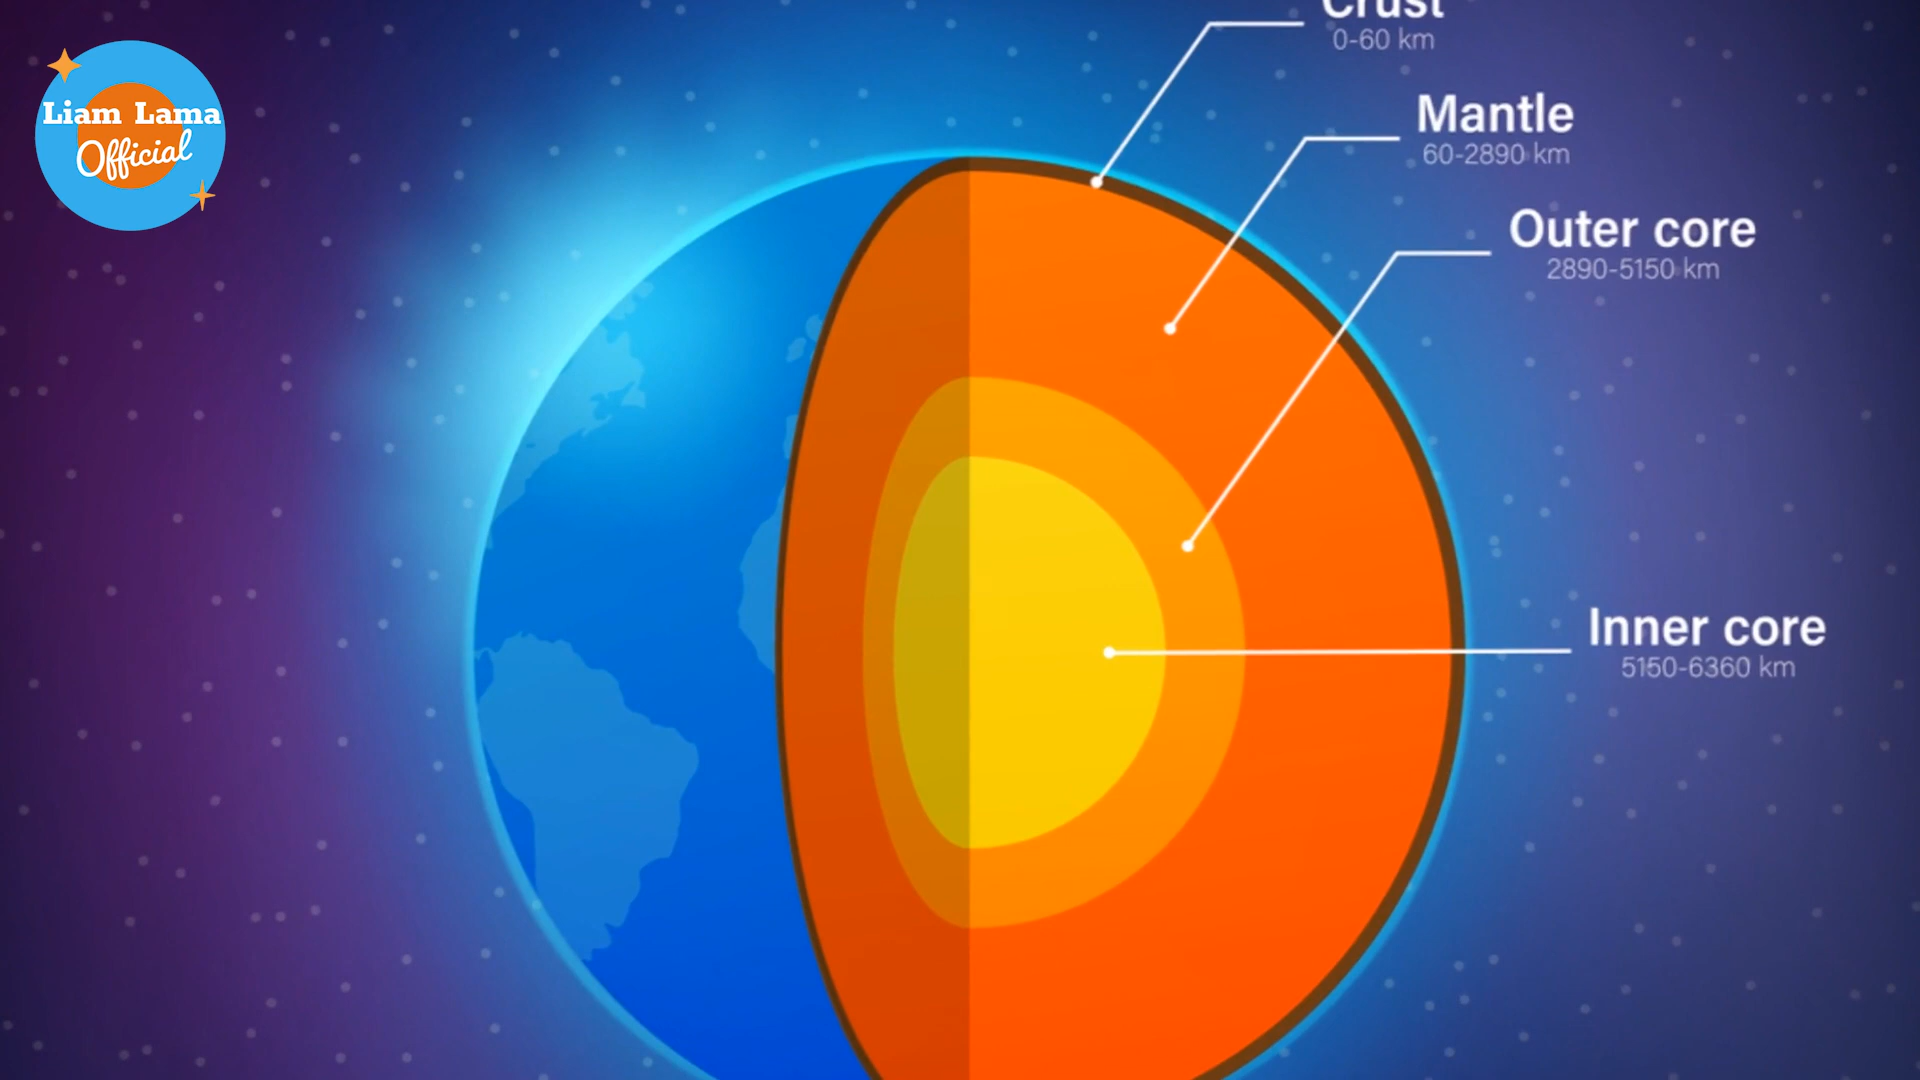 Liam Lama
Official
Crust
0-60 km
Mantle
60-2890 km
Outer core
2890-5150 km
Inner core
5150-6360 km